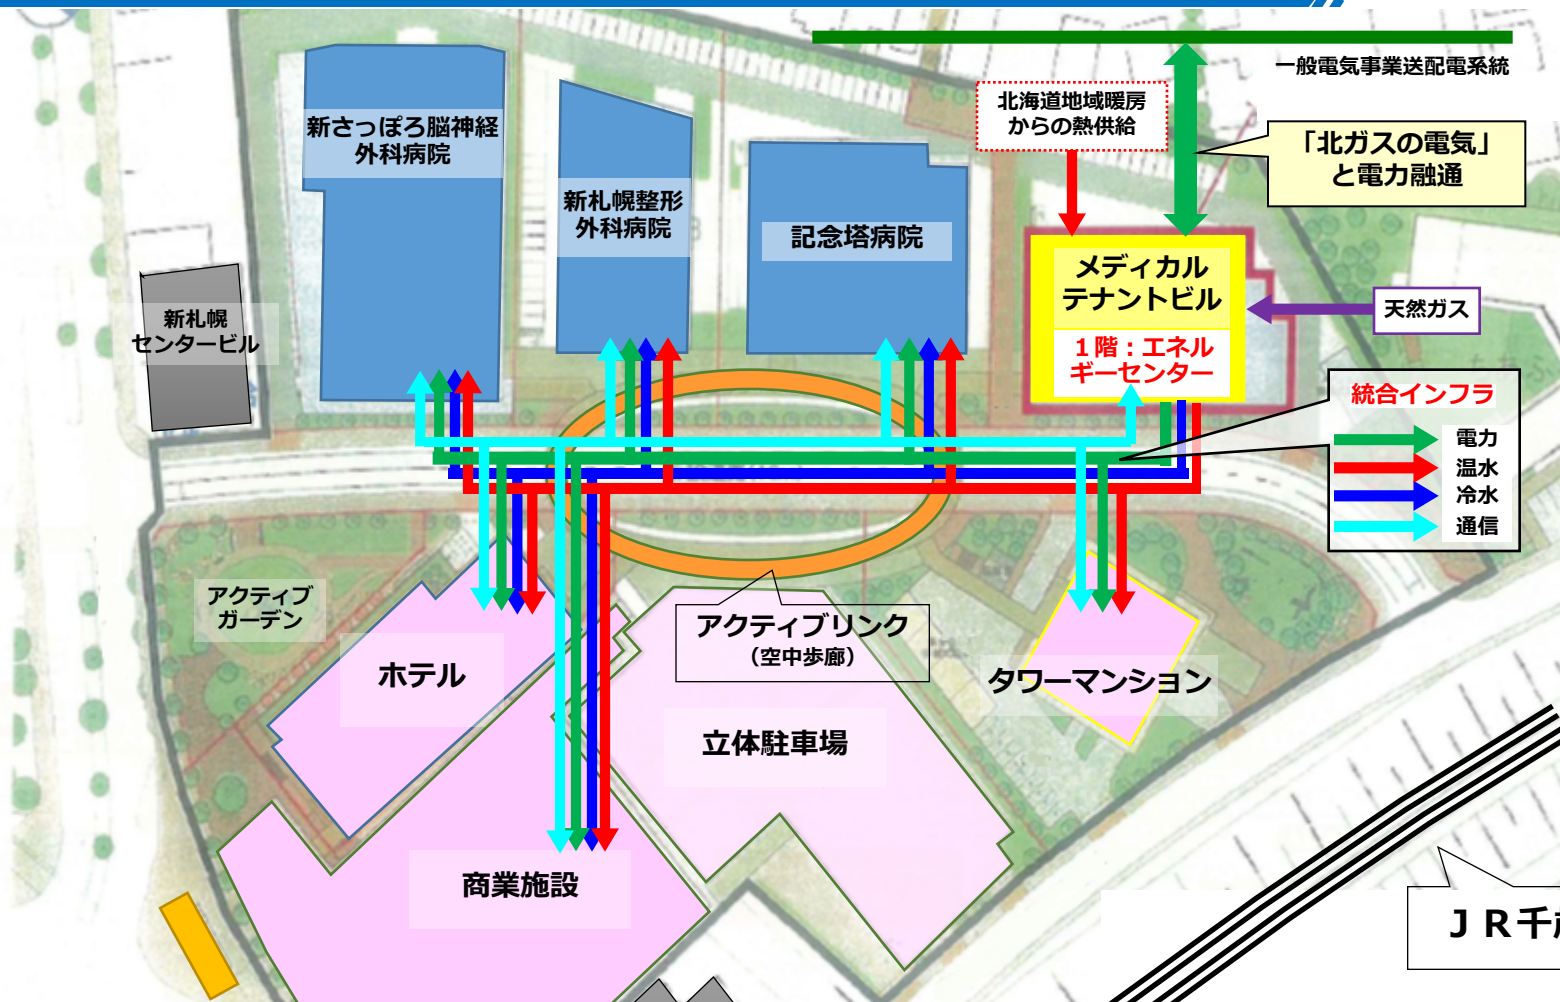 一般電気事業送配電系統
北海道地域暖房
からの熱供給
「北ガスの電気」
と電力融通
新さっぽろ脳神経
外科病院
新札幌整形
外科病院
記念塔病院
メディカル
テナントビル
１階：エネル
ギーセンター
天然ガス
新札幌
センタービル
統合インフラ
電力
温水
冷水
通信
アクティブ
ガーデン
アクティブリンク
（空中歩廊）
ホテル
タワーマンション
立体駐車場
商業施設
ＪＲ千